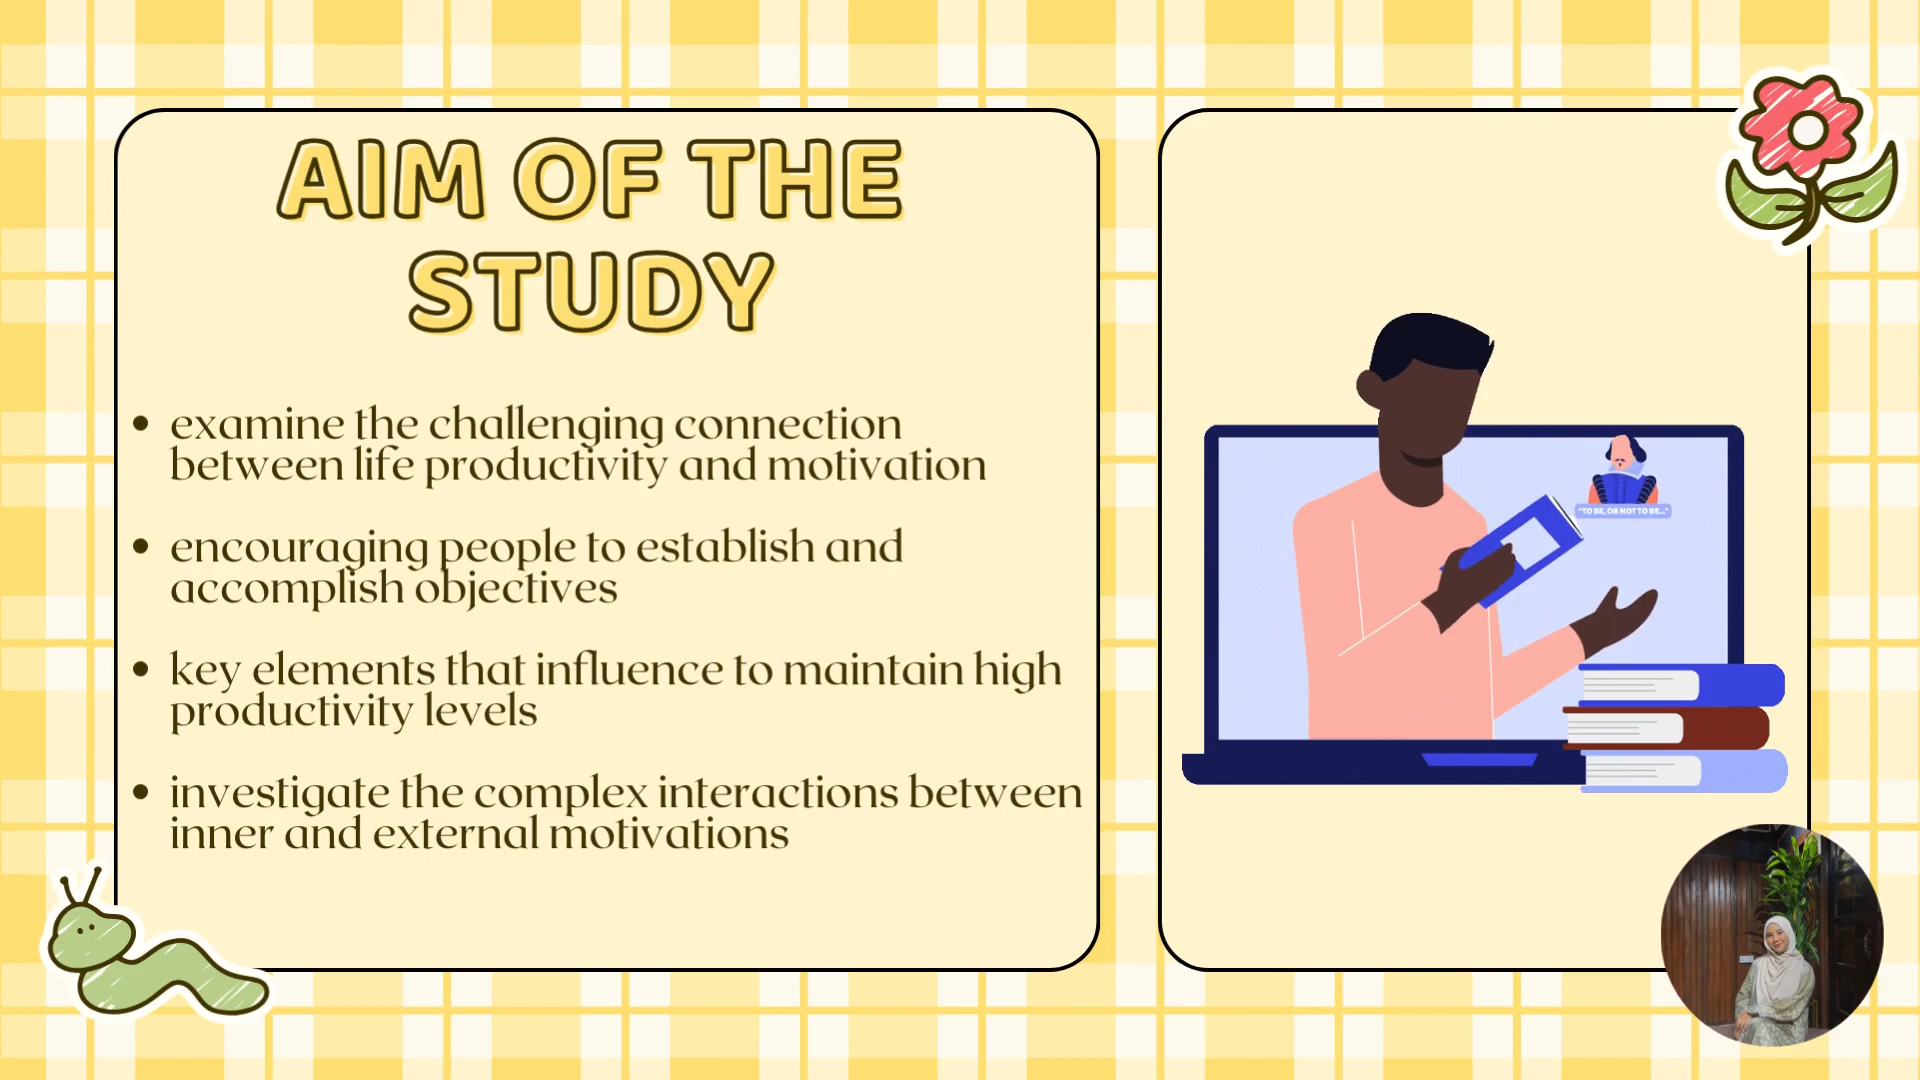 AIM OF THE
STUDY
• examine the challenging connection
between life productivity and motivation
• encouraging people to establish and
accomplish objectives
• key elements that influence to maintain high
productivity levels
• investigate the complex interactions between
inner and external motivations
"TO BE, OR NOT TO BE..."